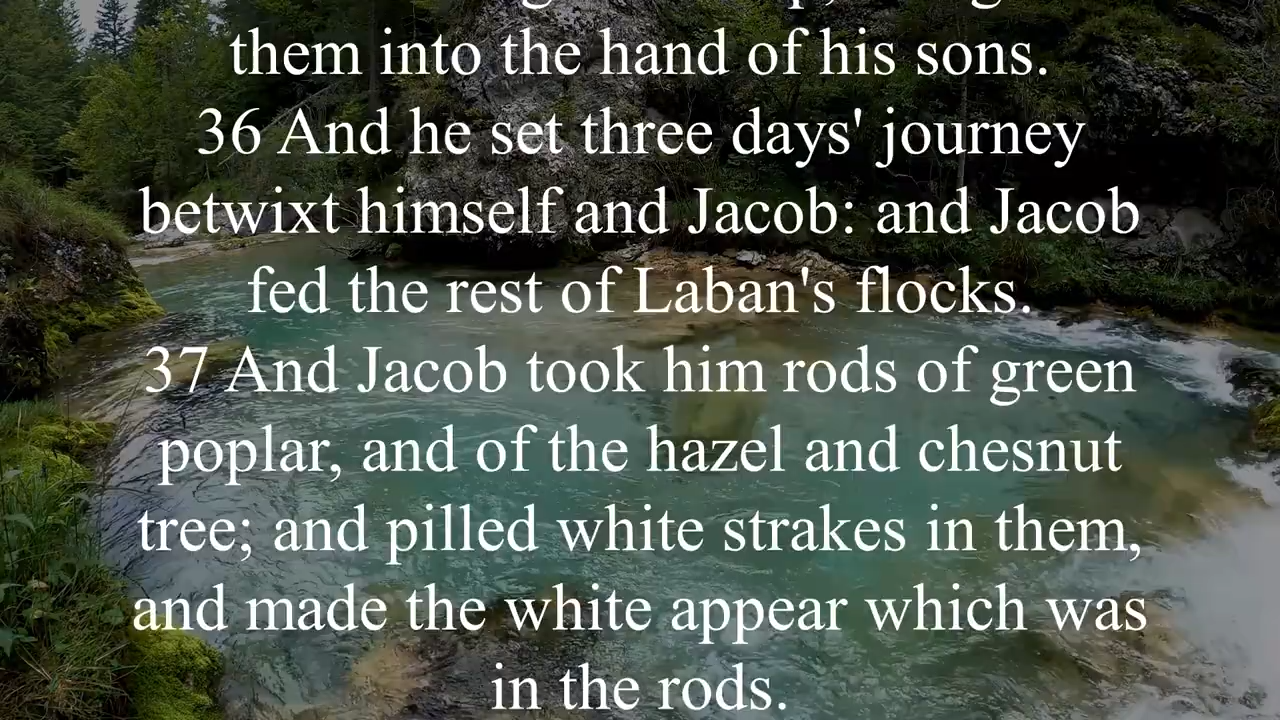 them into the hand of his sons.
36 And he set three days' journey
betwixt himself and Jacob: and Jacob
fed the rest of Laban's flocks.
37 And Jacob took him rods of green
poplar, and of the hazel and chesnut
tree; and pilled white strakes in them,
and made the white appear which was
in the rods.